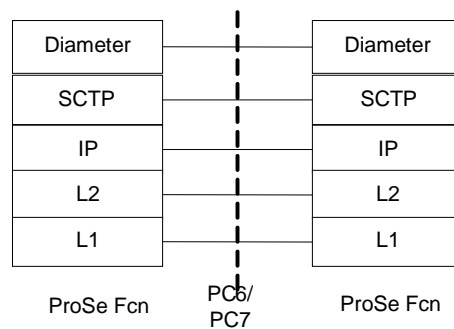 Diameter Diameter
SCTP SCTP
IP IP
L2 L2
L1 L1
ProSe Fcn PC6/ ProSe Fcn
PC7